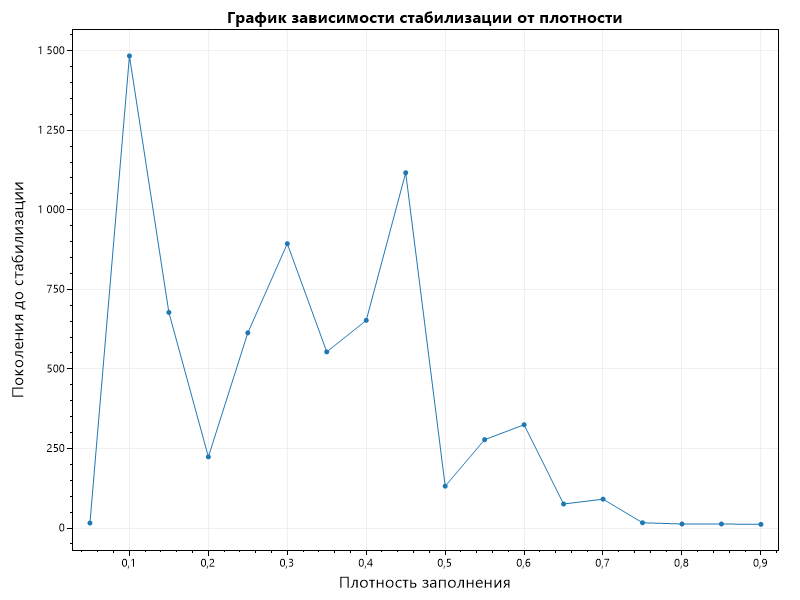 График зависимости стабилизации от плотности
Поколения до стабилизации
1 500
1 250
1 000
750
500
250
0
0,1 0,2 0,3 0,4 0,5 0,6 0,7 0,8 0,9
Плотность заполнения